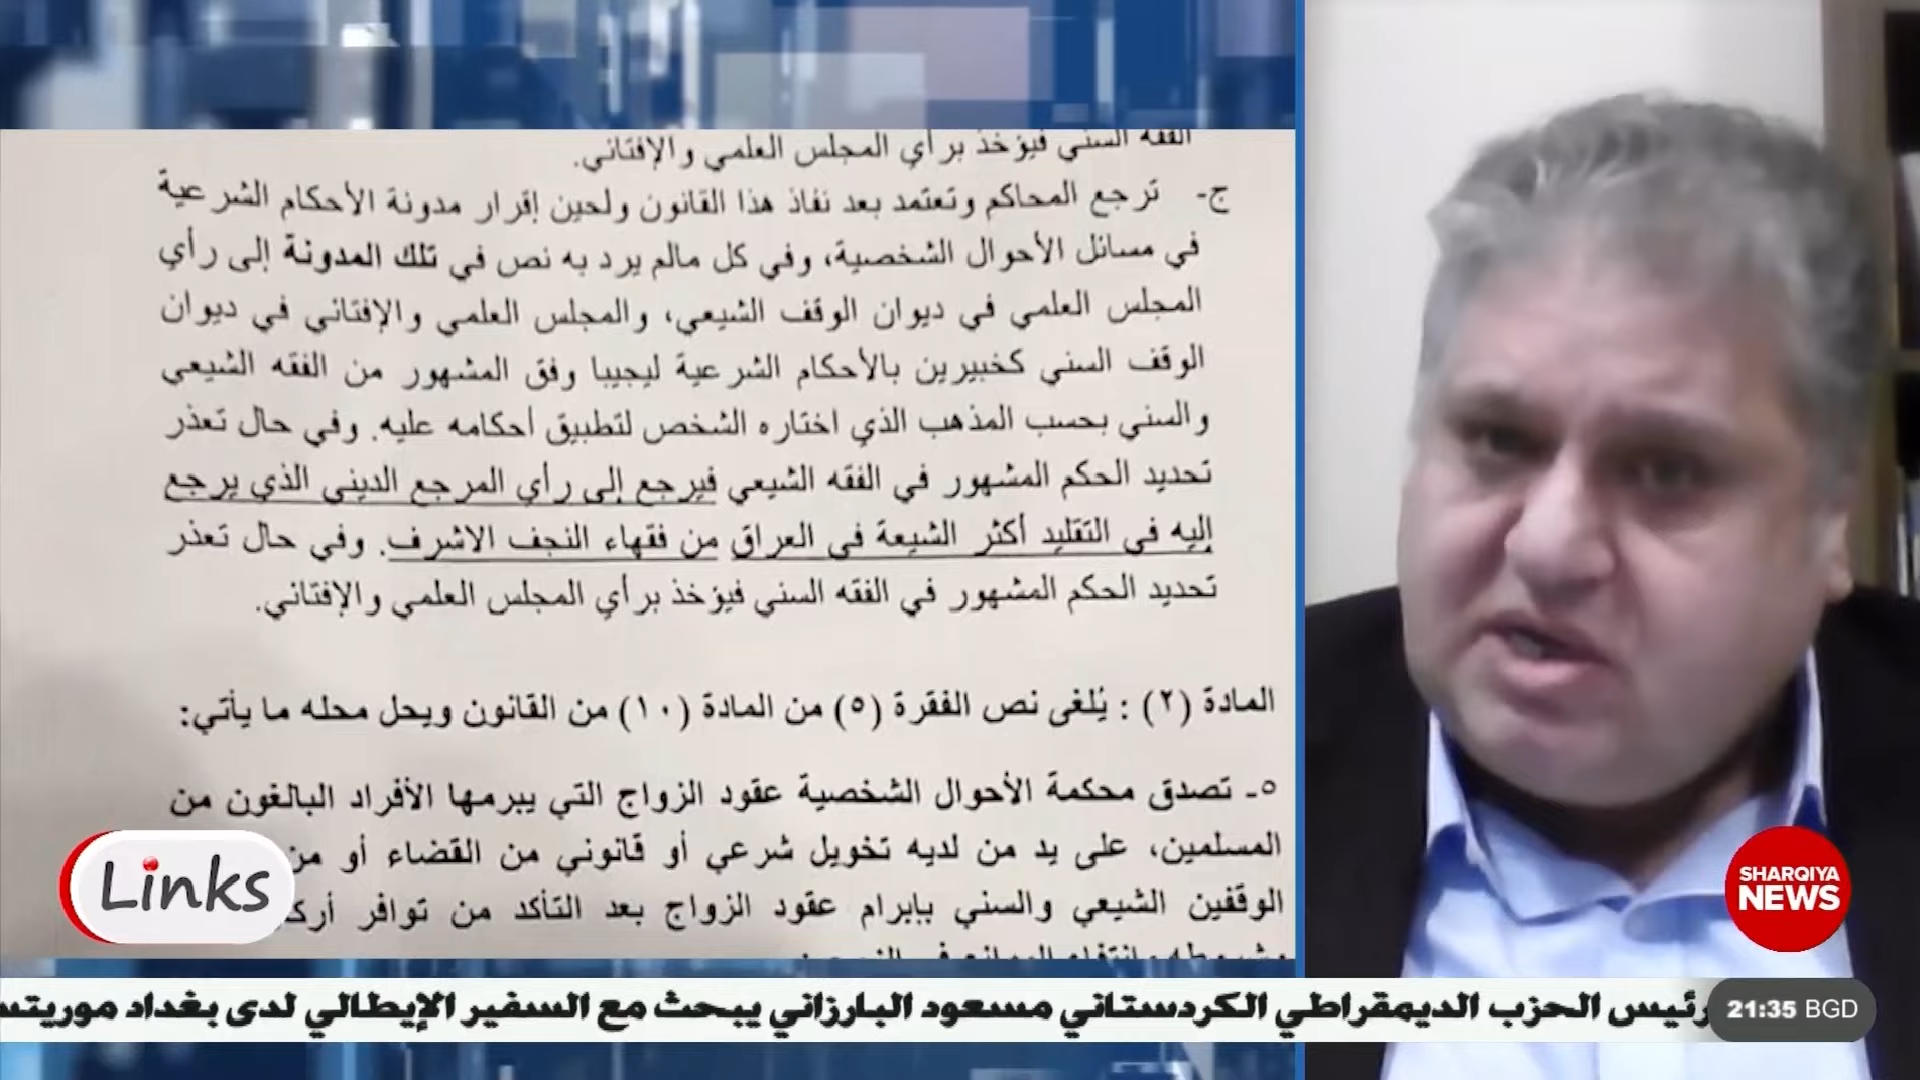 الفقه السني فيؤخذ برأي المجلس العلمي والإفتائي.
ج- ترجع المحاكم وتعتمد بعد نفاذ هذا القانون ولحين إقرار مدونة الأحكام الشرعية
في مسائل الأحوال الشخصية، وفي كل مالم يرد به نص في تلك المدونة إلى رأي
المجلس العلمي في ديوان الوقف الشيعي، والمجلس العلمي والإفتائي في ديوان
الوقف السني كخبيرين بالأحكام الشرعية ليجيبا وفق المشهور من الفقه الشيعي
والسني بحسب المذهب الذي اختاره الشخص لتطبيق أحكامه عليه. وفي حال تعذر
تحديد الحكم المشهور في الفقه الشيعي فيرجع إلى رأي المرجع الديني الذي يرجع
إليه في التقليد أكثر الشيعة في العراق من فقهاء النجف الاشرف. وفي حال تعذر
تحديد الحكم المشهور في الفقه السني فيؤخذ برأي المجلس العلمي والإفتائي.
المادة (٢) : يُلغى نص الفقرة (٥) من المادة (١٠) من القانون ويحل محله ما يأتي:
٥- تصدق محكمة الأحوال الشخصية عقود الزواج التي يبرمها الأفراد البالغون من
المسلمين، على يد من لديه تخويل شرعي أو قانوني من القضاء أو من
الوقفين الشيعي والسني بإبرام عقود الزواج بعد التأكد من توافر
Links
SHARQIYA
NEWS
رئيس الحزب الديمقراطي الكردستاني مسعود البارزاني يبحث مع السفير الإيطالي لدى بغداد موريتس
21:35 BGD